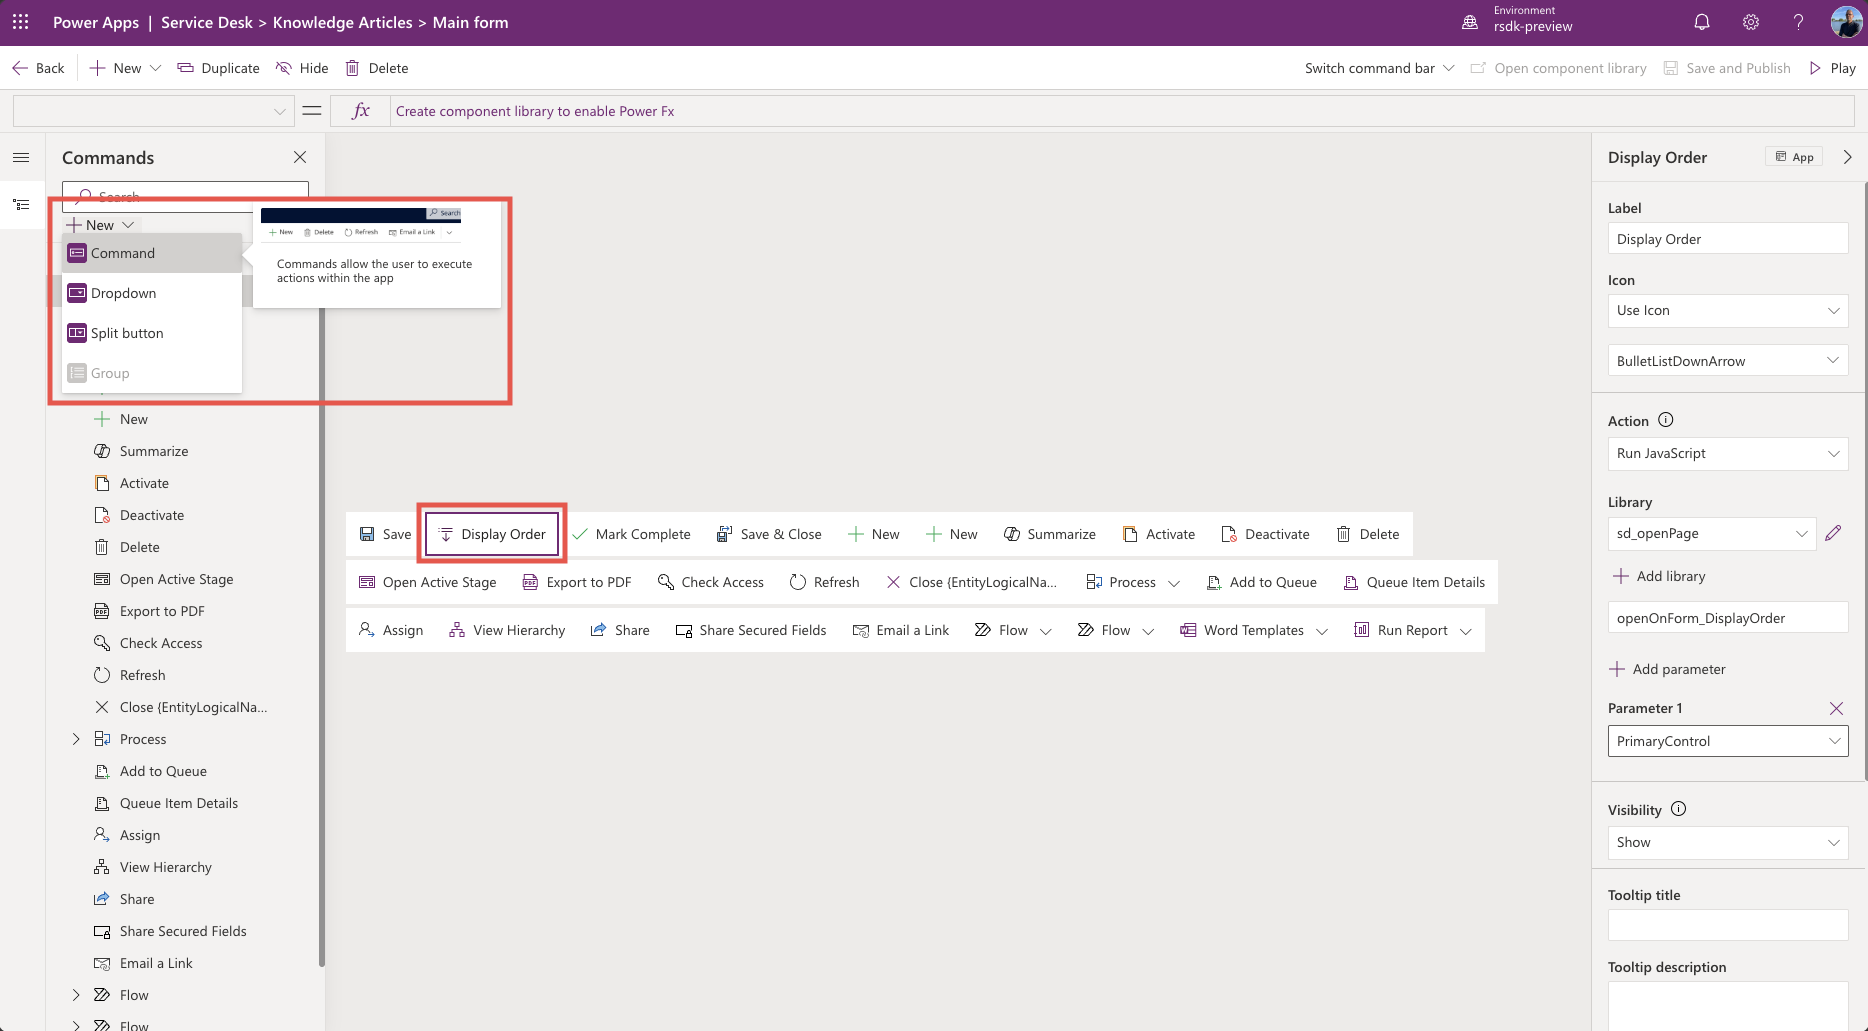 Power Apps | Service Desk > Knowledge Articles > Main form
Environment
rsdk-preview
Back
New
Duplicate
Hide
Delete
Switch command bar
Open component library
Save and Publish
Play
fx
Create component library to enable Power Fx
Commands
Search
New
Command
Dropdown
Split button
Group
Search
New
Delete
Refresh
Email a Link
Commands allow the user to execute
actions within the app
New
Summarize
Activate
Deactivate
Delete
Open Active Stage
Export to PDF
Check Access
Refresh
Close {EntityLogicalNa...
Process
Add to Queue
Queue Item Details
Assign
View Hierarchy
Share
Share Secured Fields
Email a Link
Flow
Flow
Save
Display Order
Mark Complete
Save & Close
New
New
Summarize
Activate
Deactivate
Delete
Open Active Stage
Export to PDF
Check Access
Refresh
Close {EntityLogicalNa...
Process
Add to Queue
Queue Item Details
Assign
View Hierarchy
Share
Share Secured Fields
Email a Link
Flow
Flow
Word Templates
Run Report
Display Order
App
Label
Display Order
Icon
Use Icon
BulletListDownArrow
Action
Run JavaScript
Library
sd_openPage
Add library
openOnForm_DisplayOrder
Add parameter
Parameter 1
PrimaryControl
Visibility
Show
Tooltip title
Tooltip description